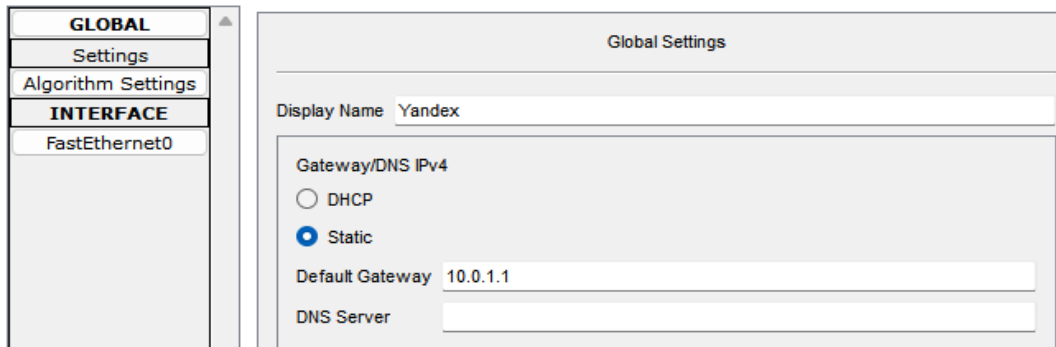 GLOBAL
Settings
Algorithm Settings
INTERFACE
FastEthernet0
Global Settings
Display Name Yandex
Gateway/DNS IPv4
DHCP
Static
Default Gateway 10.0.1.1
DNS Server